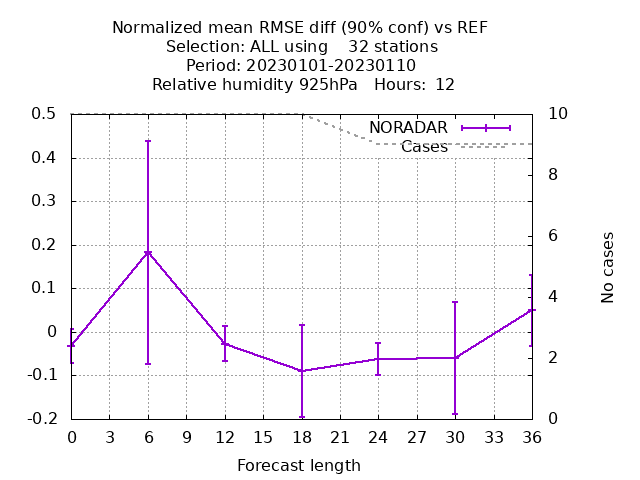 Normalized mean RMSE diff (90% conf) vs REF
Selection: ALL using    32 stations
Period: 20230101-20230110
Relative humidity 925hPa   Hours:  12
0.5
0.4
0.3
0.2
0.1
0
-0.1
-0.2
NORADAR
Cases
10
8
6
4
2
0
No cases
0 3 6 9 12 15 18 21 24 27 30 33 36
Forecast length